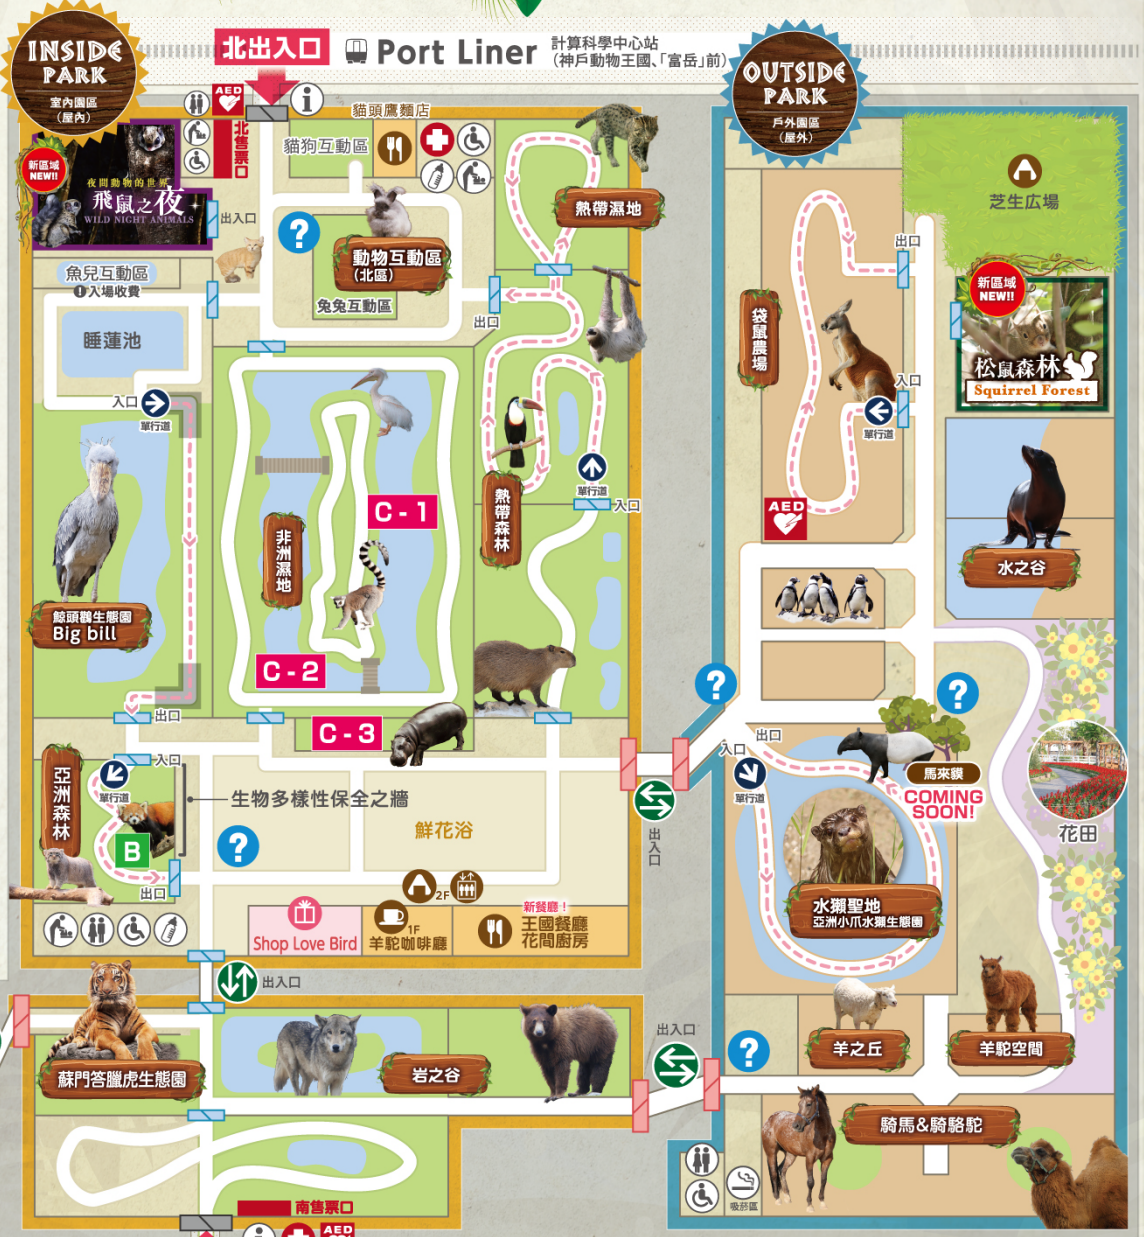 INSIDE
PARK
室內園區
(屋內)
北出入口
Port Liner
計算科學中心站
(神戶動物王國、「富岳」前)
OUTSIDE
PARK
戶外園區
(屋外)
AED
i
北售票口
貓頭鷹麵店
貓狗互動區
新區域
NEW!!
夜間動物的世界
飛鼠之夜
WILD NIGHT ANIMALS
出入口
?
動物互動區
(北區)
兔兔互動區
熱帶濕地
出口
魚兒互動區
!入場收費
睡蓮池
入口
單行道
鯨頭鸛生態園
Big bill
出口
非洲濕地
C - 1
C - 2
C - 3
熱帶森林
單行道
入口
芝生広場
出口
新區域
NEW!!
松鼠森林
Squirrel Forest
袋鼠農場
入口
單行道
AED
水之谷
?
?
出口
入口
單行道
馬來貘
COMING
SOON!
花田
水獺聖地
亞洲小爪水獺生態園
出入口
亞洲森林
入口
單行道
B
出口
生物多樣性保全之牆
?
鮮花浴
2F
Shop Love Bird
1F
羊駝咖啡廳
新餐廳!
王國餐廳
花間廚房
出入口
蘇門答臘虎生態園
岩之谷
出入口
?
羊之丘
羊駝空間
騎馬&騎駱駝
吸菸區
南售票口
AED